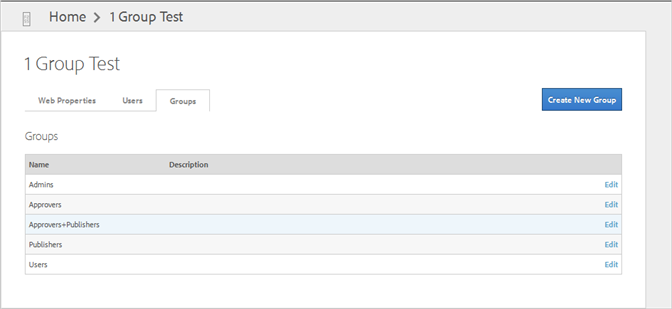 Home > 1 Group Test
1 Group Test
Web Properties Users Groups Create New Group
Groups
Name Description
Admins Edit
Approvers Edit
Approvers+Publishers Edit
Publishers Edit
Users Edit